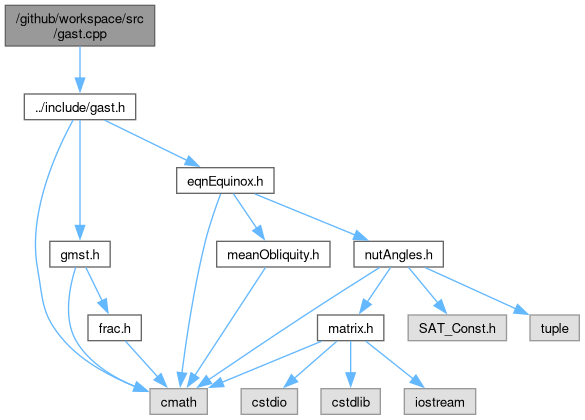 /github/workspace/src
/gast.cpp
../include/gast.h
eqnEquinox.h
gmst.h
meanObliquity.h
nutAngles.h
frac.h
matrix.h
SAT_Const.h
tuple
cmath
cstdio
cstdlib
iostream